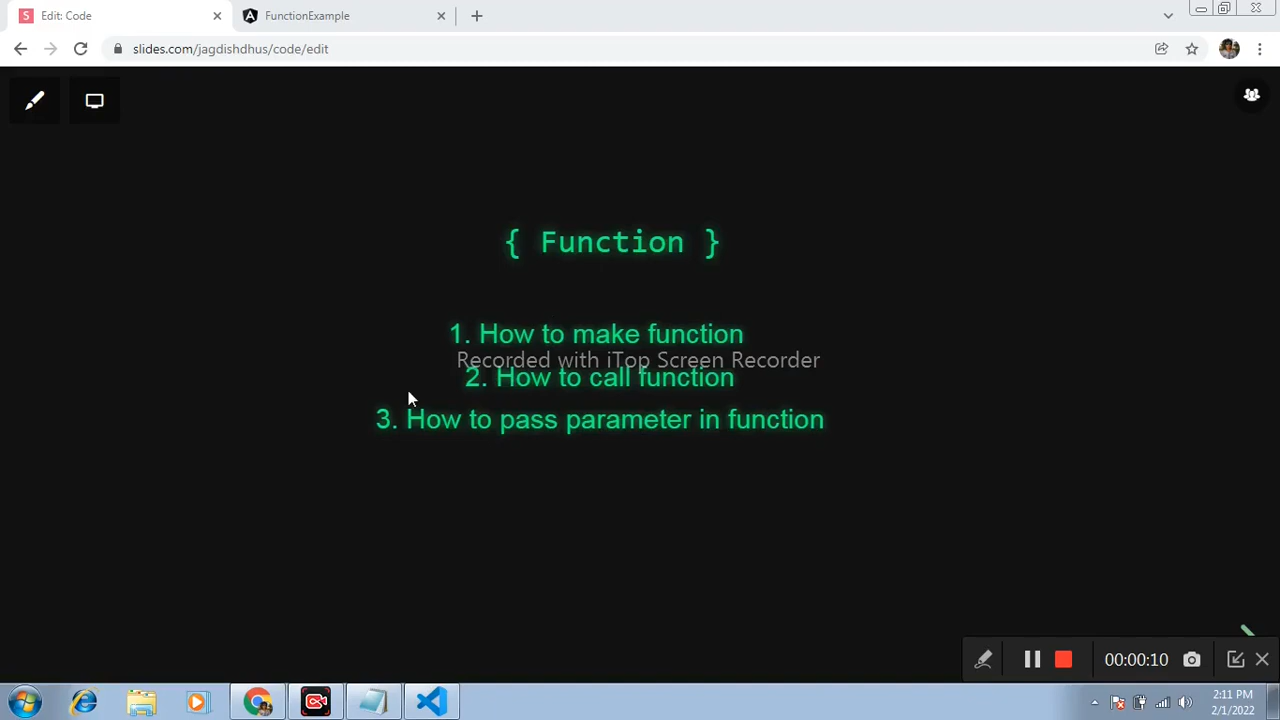 Edit: Code
FunctionExample
slides.com/jagdishdhus/code/edit
{ Function }
1. How to make function
Recorded with iTop Screen Recorder
2. How to call function
3. How to pass parameter in function
00:00:10
2:11 PM
2/1/2022